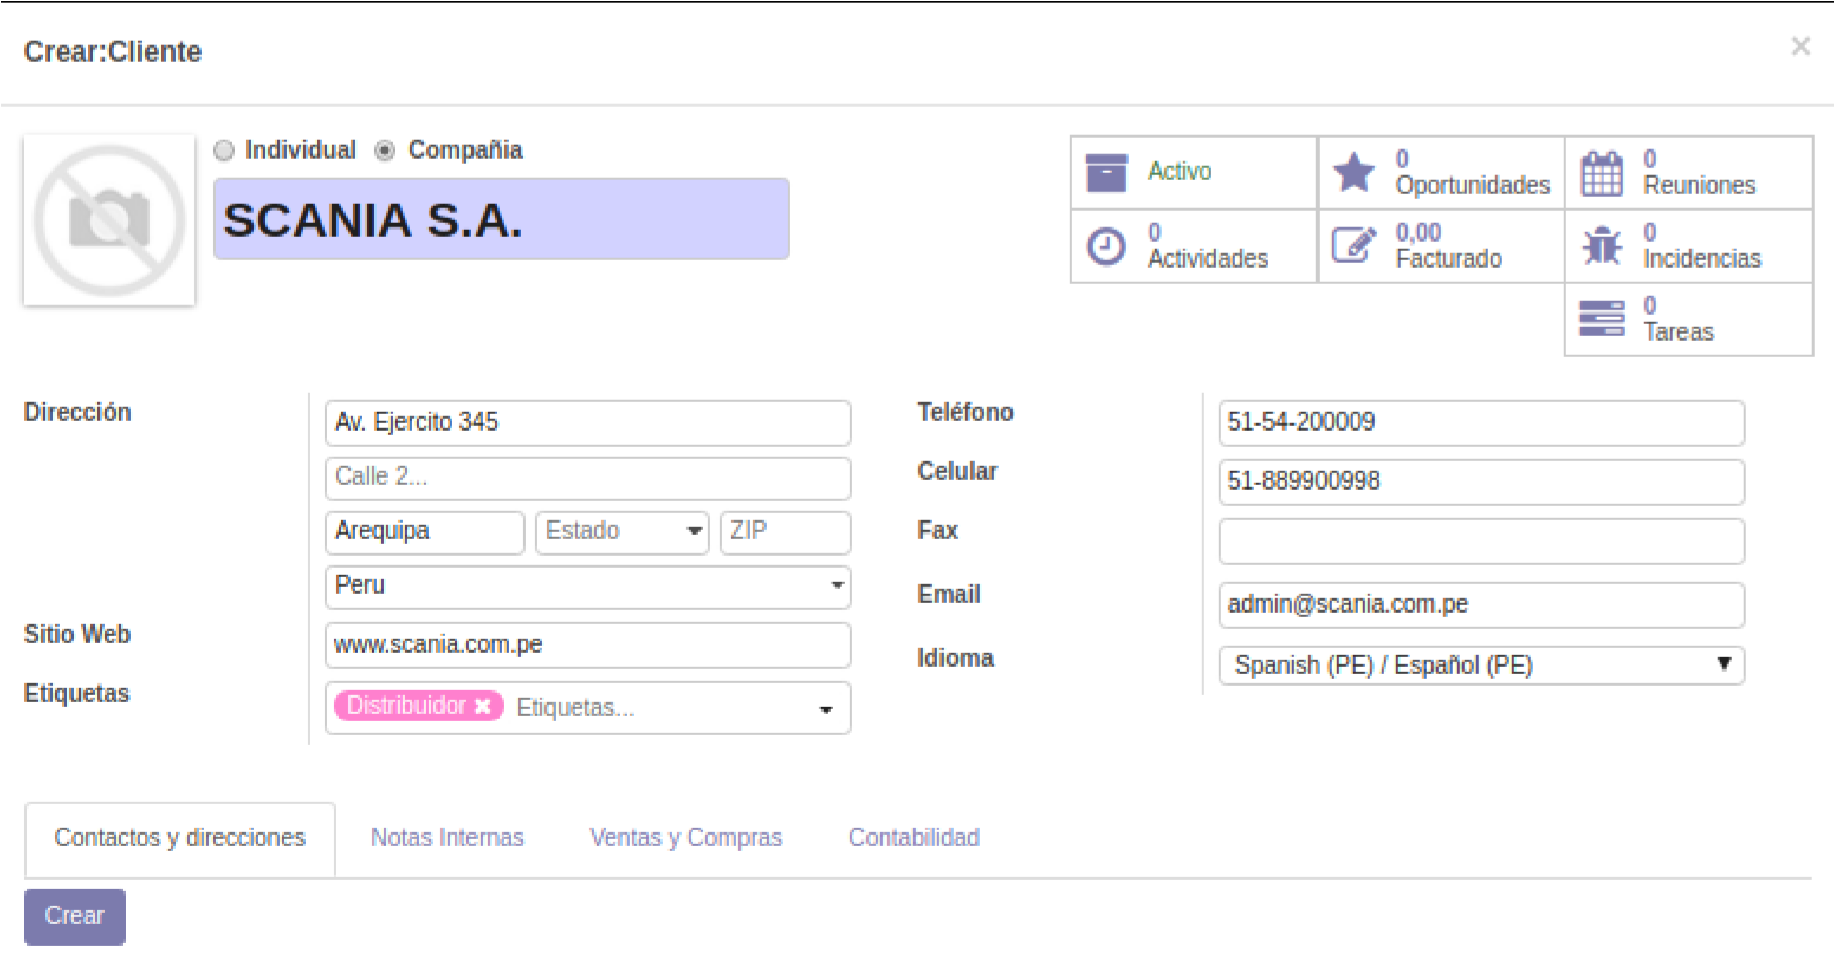 Crear:Cliente
×
Individual Compañia
SCANIA S.A.
Activo
0
Oportunidades
0
Reuniones
0
Actividades
0,00
Facturado
0
Incidencias
0
Tareas
Dirección
Av. Ejercito 345
Calle 2...
Arequipa Estado ZIP
Peru
Sitio Web www.scania.com.pe
Etiquetas Distribuidor × Etiquetas...
Teléfono 51-54-200009
Celular 51-889900998
Fax
Email admin@scania.com.pe
Idioma Spanish (PE) / Español (PE)
Contactos y direcciones Notas Internas Ventas y Compras Contabilidad
Crear